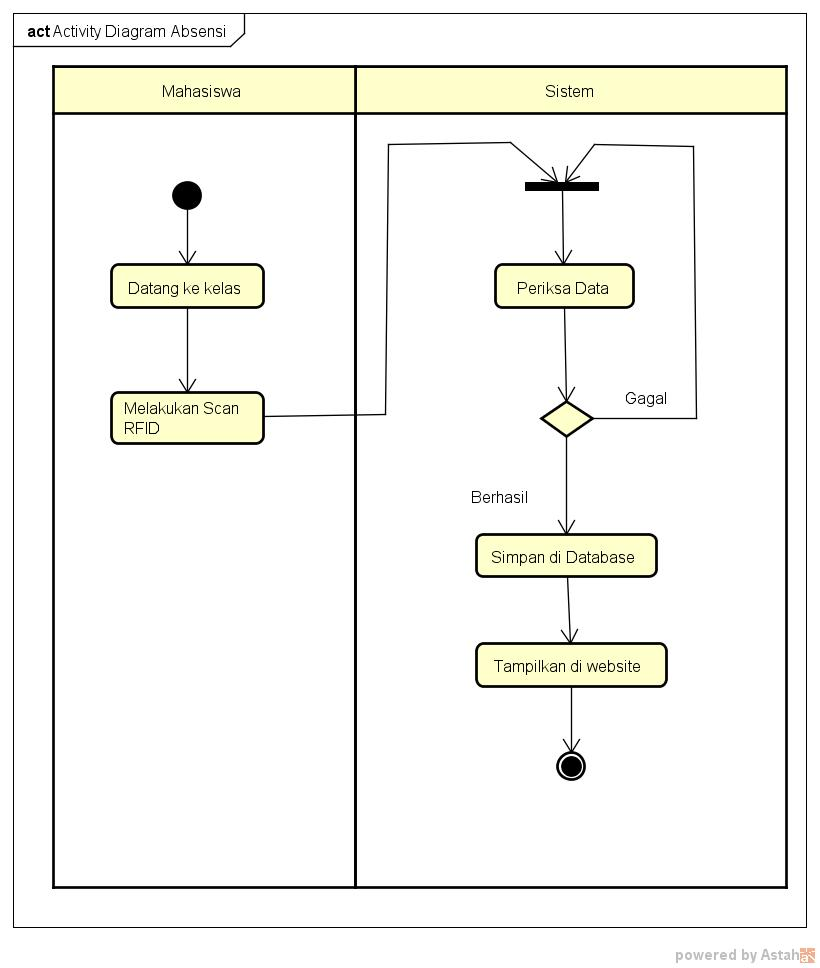 act Activity Diagram Absensi
Mahasiswa
Sistem
Datang ke kelas
Periksa Data
Melakukan Scan
RFID
Gagal
Berhasil
Simpan di Database
Tampilkan di website
powered by Astah